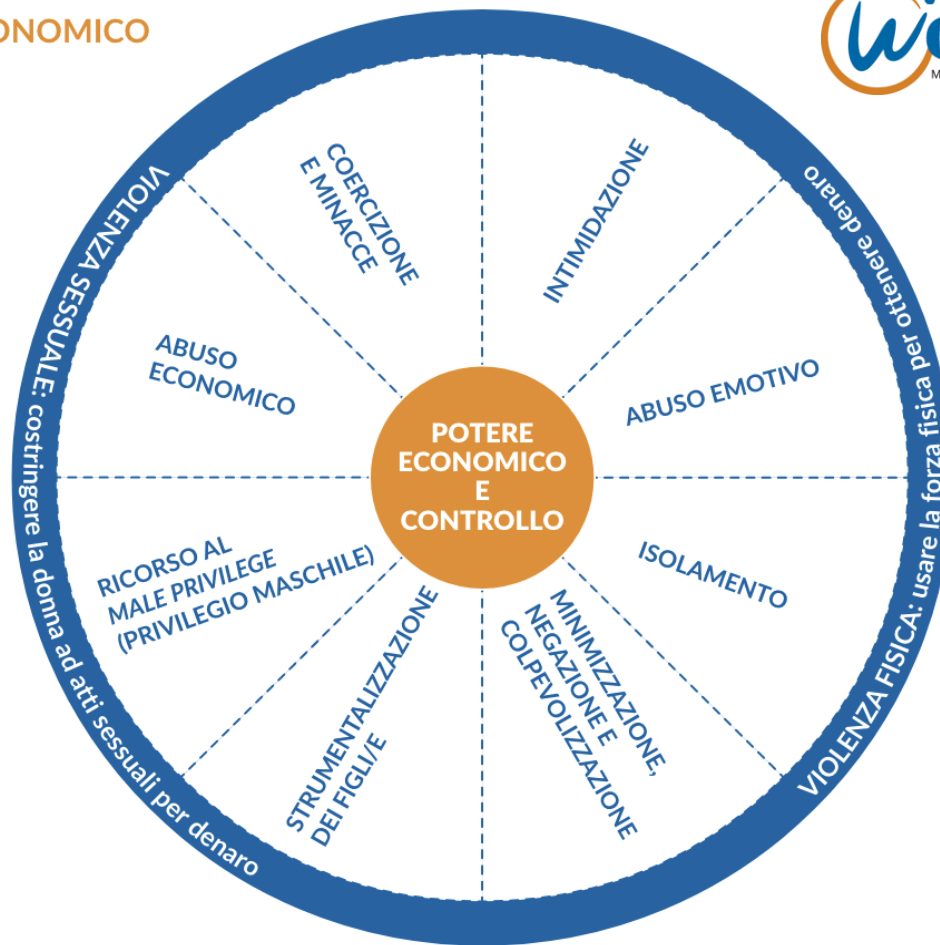 ONOMICO
We
M
COERCIZIONE
E MINACCE
INTIMIDAZIONE
ABUSO EMOTIVO
ISOLAMENTO
MINIMIZZAZIONE,
NEGAZIONE E
COLPEVOLIZZAZIONE
STRUMENTALIZZAZIONE
DEI FIGLI/E
RICORSO AL
MALE PRIVILEGE
(PRIVILEGIO MASCHILE)
ABUSO
ECONOMICO
POTERE
ECONOMICO
E
CONTROLLO
VIOLENZA SESSUALE: costringere la donna ad atti sessuali per denaro
VIOLENZA FISICA: usare la forza fisica per ottenere denaro